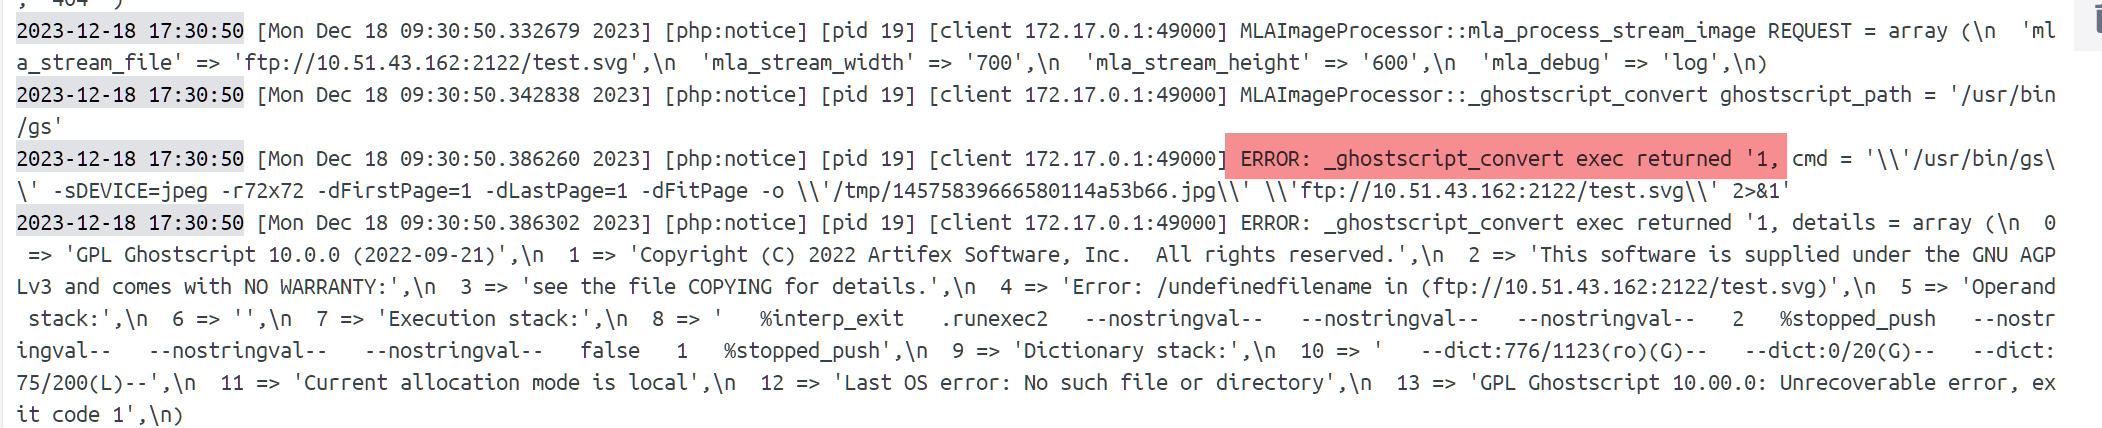 , '404' )
2023-12-18 17:30:50 [Mon Dec 18 09:30:50.332679 2023] [php:notice] [pid 19] [client 172.17.0.1:49000] MLAImageProcessor::mla_process_stream_image REQUEST = array (\n  'ml
a_stream_file' => 'ftp://10.51.43.162:2122/test.svg',\n  'mla_stream_width' => '700',\n  'mla_stream_height' => '600',\n  'mla_debug' => 'log',\n)
2023-12-18 17:30:50 [Mon Dec 18 09:30:50.342838 2023] [php:notice] [pid 19] [client 172.17.0.1:49000] MLAImageProcessor::_ghostscript_convert ghostscript_path = '/usr/bin
/gs'
2023-12-18 17:30:50 [Mon Dec 18 09:30:50.386260 2023] [php:notice] [pid 19] [client 172.17.0.1:49000] ERROR: _ghostscript_convert exec returned '1, cmd = '\\'/usr/bin/gs\
\' -sDEVICE=jpeg -r72x72 -dFirstPage=1 -dLastPage=1 -dFitPage -o \\'/tmp/14575839666580114a53b66.jpg\\' \\'ftp://10.51.43.162:2122/test.svg\\' 2>&1'
2023-12-18 17:30:50 [Mon Dec 18 09:30:50.386302 2023] [php:notice] [pid 19] [client 172.17.0.1:49000] ERROR: _ghostscript_convert exec returned '1, details = array (\n  0
 => 'GPL Ghostscript 10.0.0 (2022-09-21)',\n  1 => 'Copyright (C) 2022 Artifex Software, Inc.  All rights reserved.',\n  2 => 'This software is supplied under the GNU AGP
Lv3 and comes with NO WARRANTY:',\n  3 => 'see the file COPYING for details.',\n  4 => 'Error: /undefinedfilename in (ftp://10.51.43.162:2122/test.svg)',\n  5 => 'Operand
 stack:',\n  6 => '',\n  7 => 'Execution stack:',\n  8 => '   %interp_exit   .runexec2   --nostringval--   --nostringval--   --nostringval--   2   %stopped_push   --nostr
ingval--   --nostringval--   --nostringval--   false   1   %stopped_push',\n  9 => 'Dictionary stack:',\n  10 => '   --dict:776/1123(ro)(G)--   --dict:0/20(G)--   --dict:
75/200(L)--',\n  11 => 'Current allocation mode is local',\n  12 => 'Last OS error: No such file or directory',\n  13 => 'GPL Ghostscript 10.00.0: Unrecoverable error, ex
it code 1',\n)